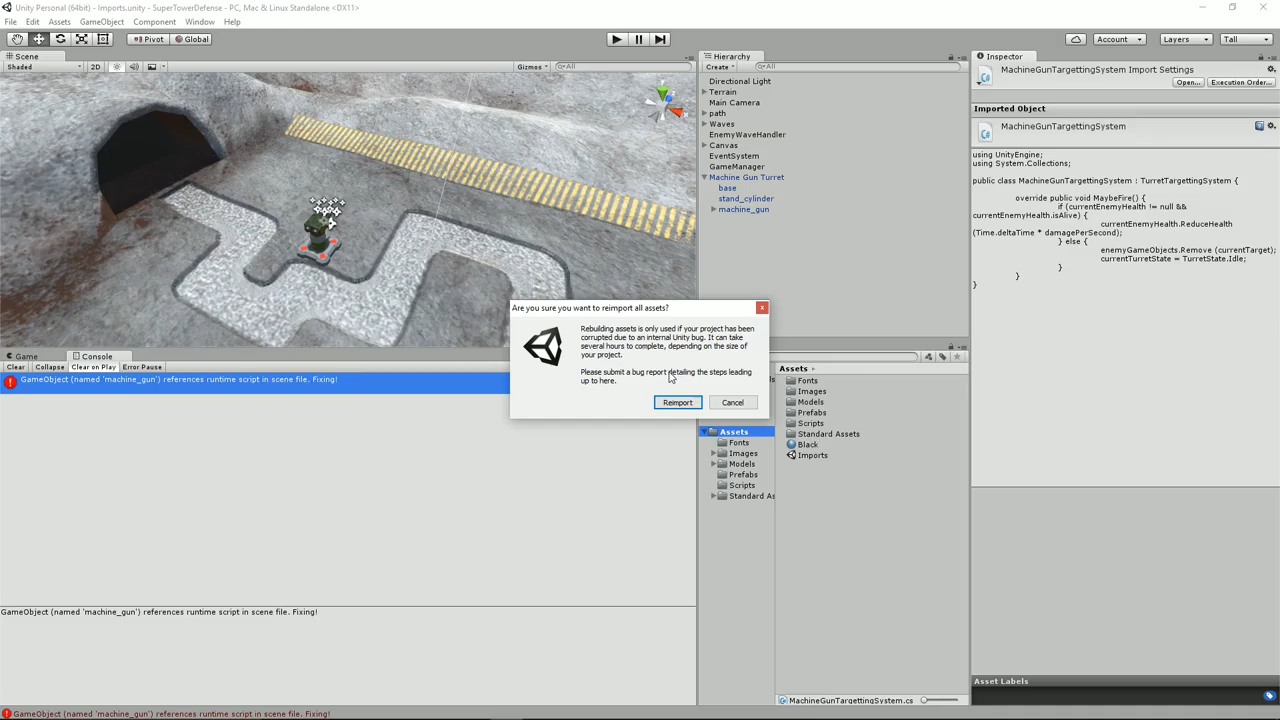 Unity Personal (64bit) - Imports.unity - SuperTowerDefense - PC, Mac & Linux Standalone <DX11>
File Edit Assets GameObject Component Window Help
Pivot Global Account Layers Tall
Scene
Shaded 2D Gizmos All
Hierarchy
Create All
Directional Light
Terrain
Main Camera
path
Waves
EnemyWaveHandler
Canvas
EventSystem
GameManager
Machine Gun Turret
base
stand_cylinder
machine_gun
Inspector
MachineGunTargettingSystem Import Settings
Open... Execution Order...
Imported Object
MachineGunTargettingSystem
using UnityEngine;
using System.Collections;
public class MachineGunTargettingSystem : TurretTargettingSystem {
override protected void MaybeFire() {
if (currentEnemyHealth != null &&
currentEnemyHealth.isAlive) {
currentEnemyHealth.ReduceHealth
(Time.deltaTime * damagePerSecond);
} else {
enemyGameObjects.Remove (currentTarget);
currentTurretState = TurretState.Idle;
}
}
}
Are you sure you want to reimport all assets?
Rebuilding assets is only used if your project has been
corrupted due to an internal Unity bug. It can take
several hours to complete, depending on the size of
your project.
Please submit a bug report detailing the steps leading
up to here.
Reimport Cancel
Game Console
Clear Collapse Clear on Play Error Pause
GameObject (named 'machine_gun') references runtime script in scene file. Fixing!
GameObject (named 'machine_gun') references runtime script in scene file. Fixing!
Assets
Fonts
Images
Models
Prefabs
Scripts
Standard As
Assets
Fonts
Images
Models
Prefabs
Scripts
Standard Assets
Black
Imports
MachineGunTargettingSystem.cs
Asset Labels
GameObject (named 'machine_gun') references runtime script in scene file. Fixing!